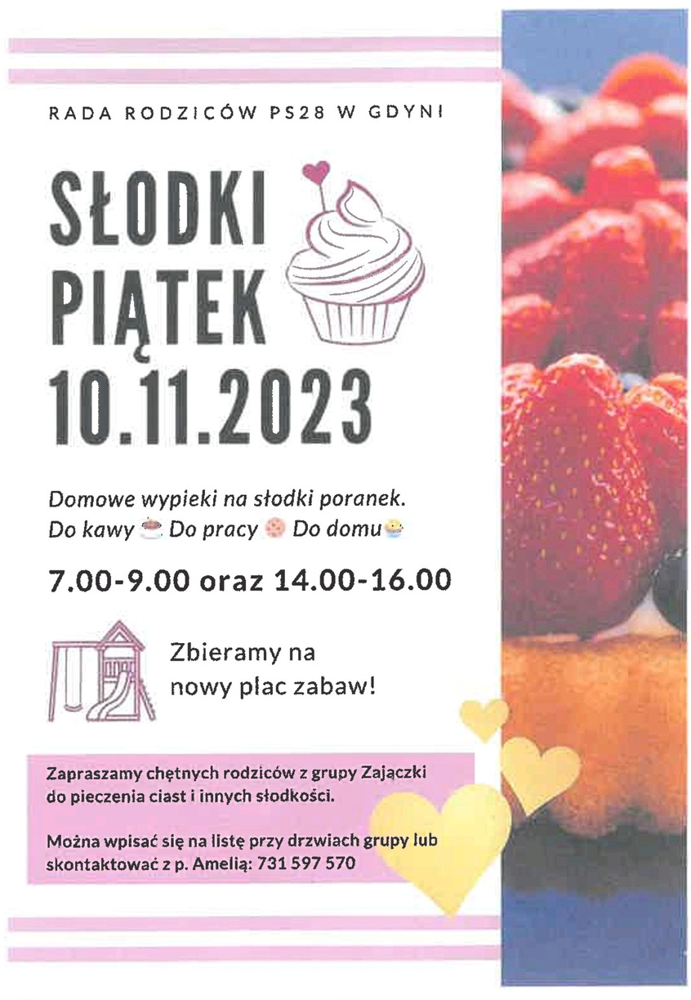 RADA RODZICÓW PS28 W GDYNI
SŁODKI
PIĄTEK
10.11.2023
Domowe wypieki na słodki poranek.
Do kawy ☕ Do pracy 🍪 Do domu🧁
7.00-9.00 oraz 14.00-16.00
Zbieramy na
nowy plac zabaw!
Zapraszamy chętnych rodziców z grupy Zajączki
do pieczenia ciast i innych słodkości.
Można wpisać się na listę przy drzwiach grupy lub
skontaktować z p. Amelią: 731 597 570